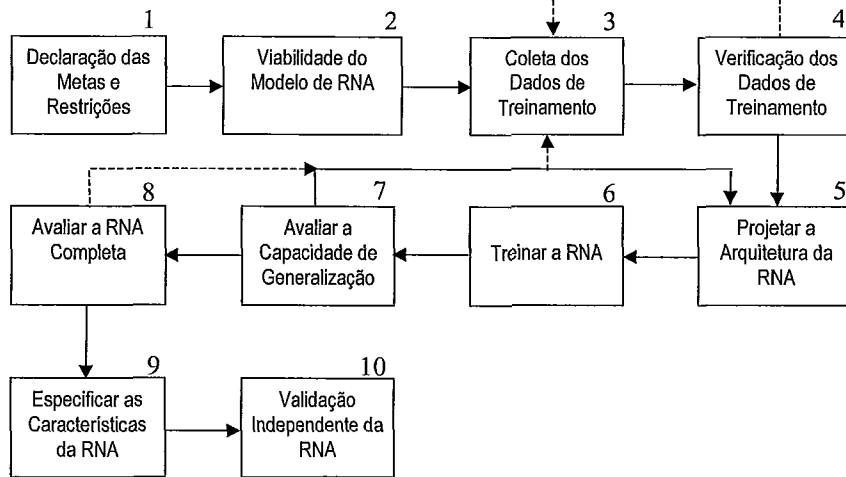 1
Declaração das
Metas e
Restrições
2
Viabilidade do
Modelo de RNA
3
Coleta dos
Dados de
Treinamento
4
Verificação dos
Dados de
Treinamento
8
Avaliar a RNA
Completa
7
Avaliar a
Capacidade de
Generalização
6
Treinar a RNA
5
Projetar a
Arquitetura da
RNA
9
Especificar as
Características
da RNA
10
Validação
Independente da
RNA